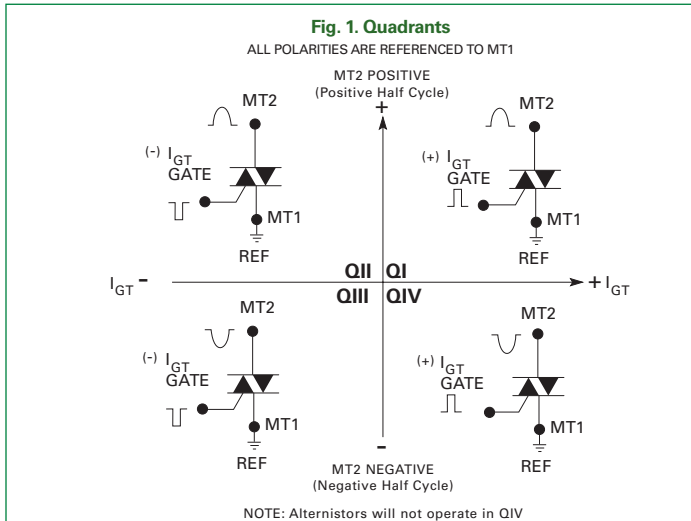 Fig. 1. Quadrants
ALL POLARITIES ARE REFERENCED TO MT1
MT2 POSITIVE
(Positive Half Cycle)
+
MT2
(-) IGT
GATE
MT1
REF
MT2
(+) IGT
GATE
MT1
REF
IGT -
QII QI
QIII QIV
+ IGT
MT2
(-) IGT
GATE
MT1
REF
MT2
(+) IGT
GATE
MT1
REF
-
MT2 NEGATIVE
(Negative Half Cycle)
NOTE: Alternistors will not operate in QIV